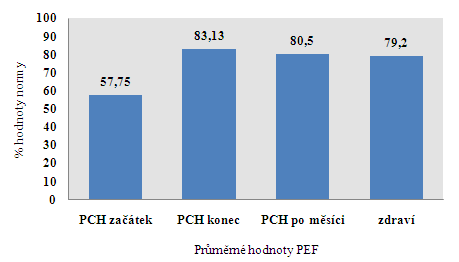 100
90
80
70
60
50
40
30
20
10
0
% hodnoty normy
57,75
83,13
80,5
79,2
PCH začátek
PCH konec
PCH po měsíci
zdraví
Průměrné hodnoty PEF